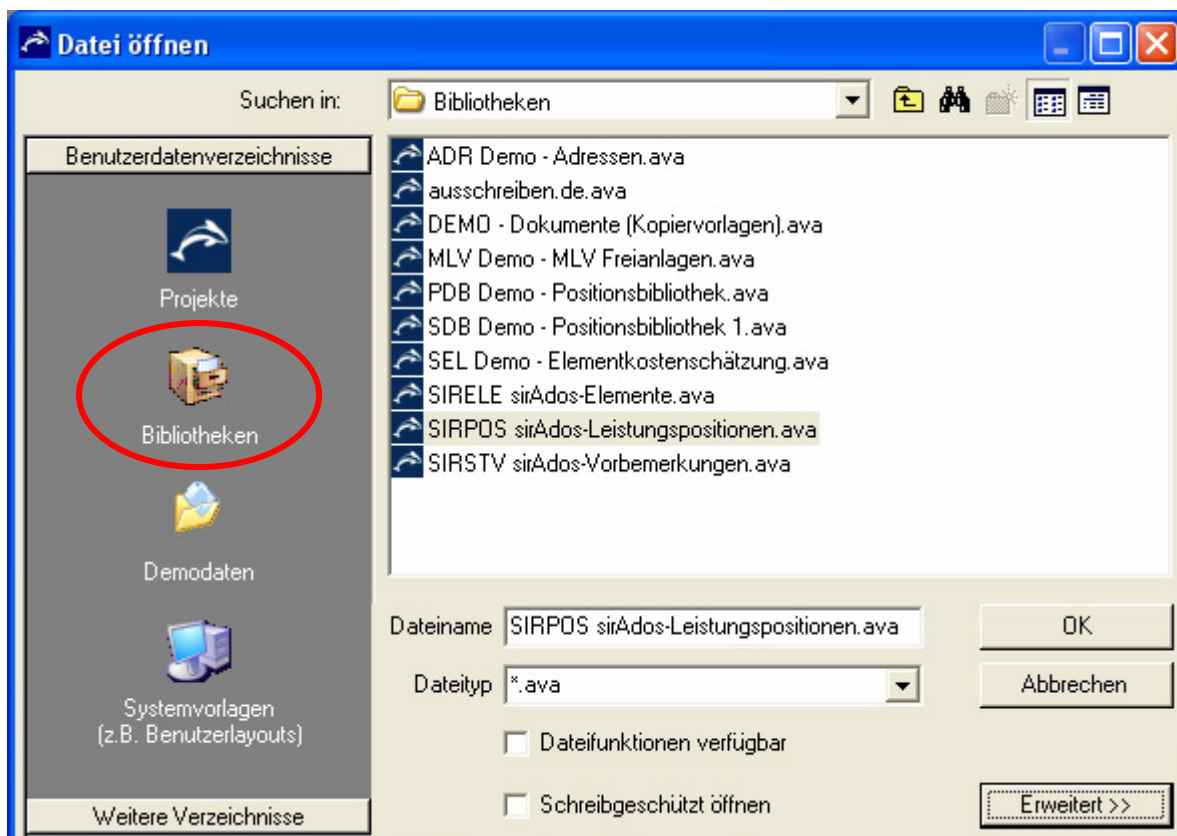 Datei öffnen
Suchen in:
Bibliotheken
Benutzerdatenverzeichnisse
Projekte
Bibliotheken
Demodaten
Systemvorlagen
(z.B. Benutzerlayouts)
Weitere Verzeichnisse
ADR Demo - Adressen.ava
ausschreiben.de.ava
DEMO - Dokumente (Kopiervorlagen).ava
MLV Demo - MLV Freianlagen.ava
PDB Demo - Positionsbibliothek.ava
SDB Demo - Positionsbibliothek 1.ava
SEL Demo - Elementkostenschätzung.ava
SIRELE sirAdos-Elemente.ava
SIRPOS sirAdos-Leistungspositionen.ava
SIRSTV sirAdos-Vorbemerkungen.ava
Dateiname SIRPOS sirAdos-Leistungspositionen.ava
OK
Dateityp *.ava
Abbrechen
Dateifunktionen verfügbar
Schreibgeschützt öffnen
Erweitert >>